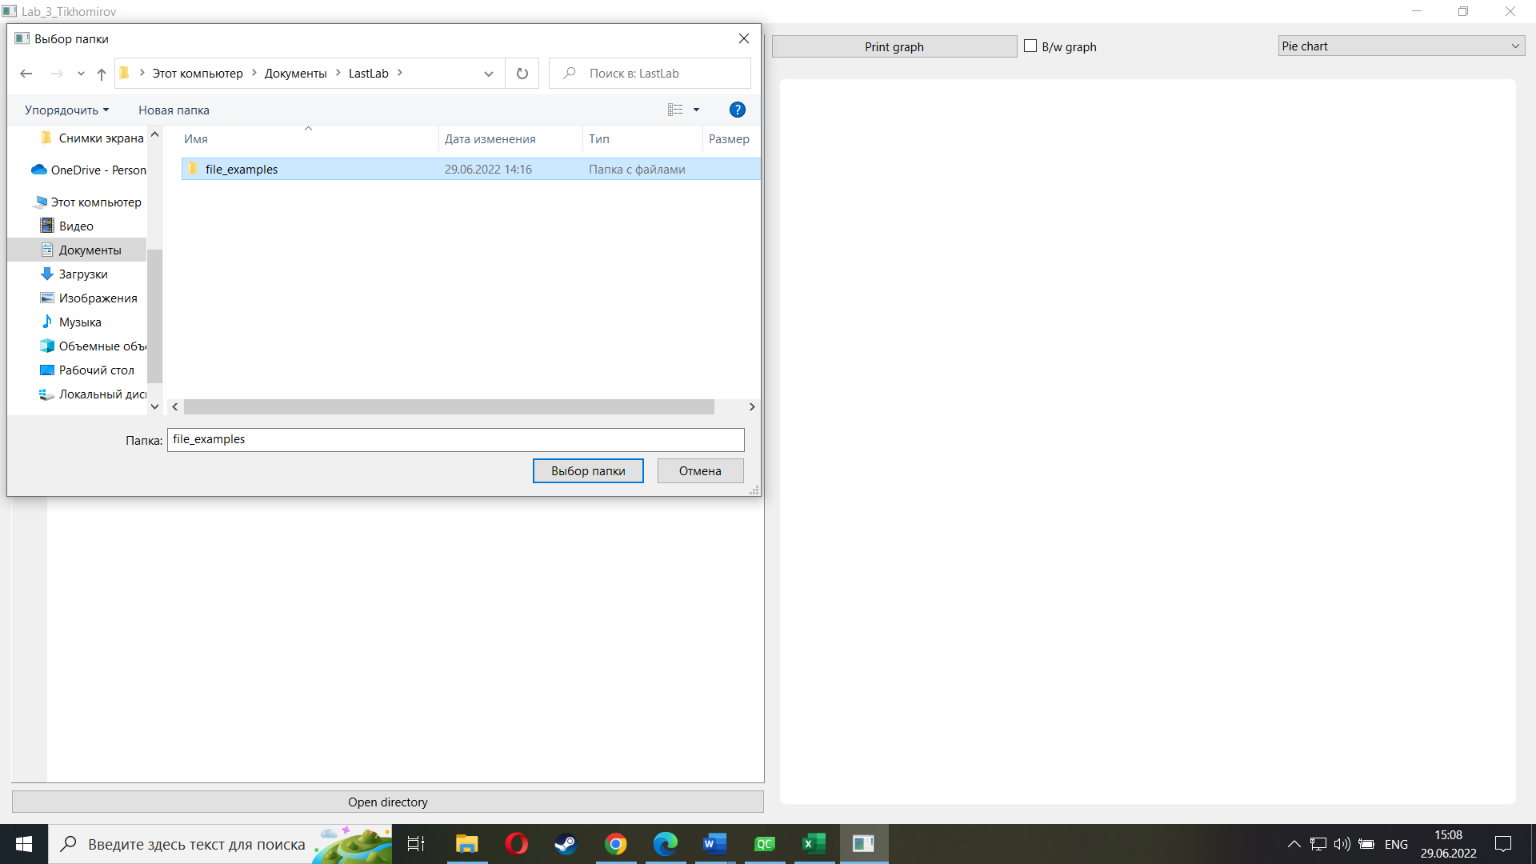 Lab_3_Tikhomirov
Выбор папки
Этот компьютер Документы LastLab
Поиск в: LastLab
Упорядочить
Новая папка
?
Снимки экрана
OneDrive - Person
Этот компьютер
Видео
Документы
Загрузки
Изображения
Музыка
Объемные объ
Рабочий стол
Локальный дис
Имя Дата изменения Тип Размер
file_examples 29.06.2022 14:16 Папка с файлами
Папка: file_examples
Выбор папки Отмена
Print graph
B/w graph
Pie chart
Open directory
Введите здесь текст для поиска
W
QC
X
ENG
15:08
29.06.2022